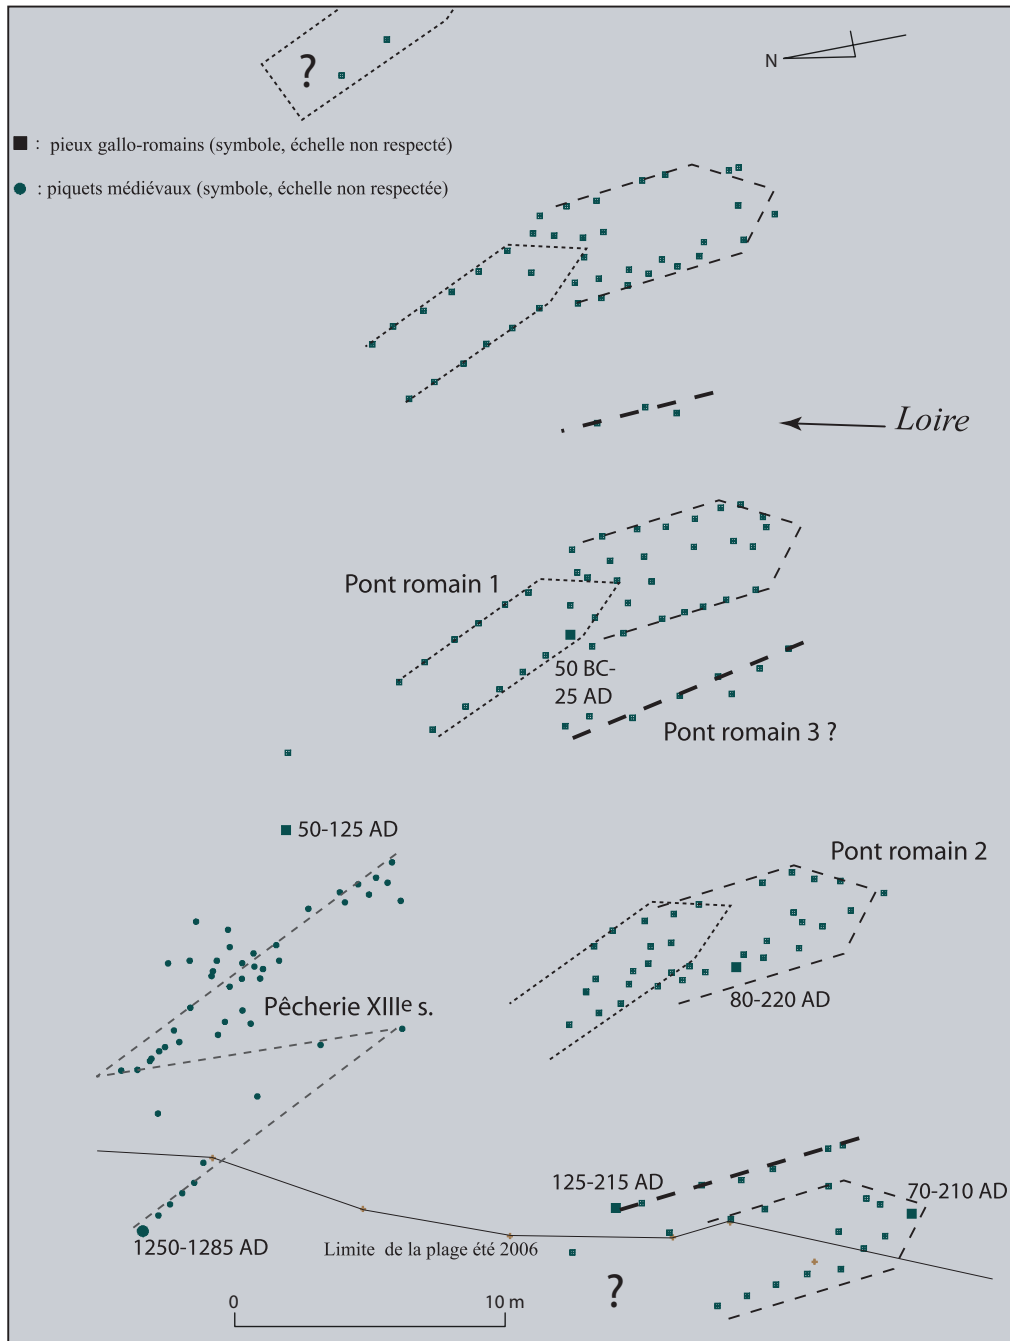 ?
N
: pieux gallo-romains (symbole, échelle non respecté)
: piquets médiévaux (symbole, échelle non respectée)
Loire
Pont romain 1
50 BC-
25 AD
Pont romain 3 ?
50-125 AD
Pont romain 2
80-220 AD
Pêcherie XIIIe s.
125-215 AD
70-210 AD
1250-1285 AD
Limite de la plage été 2006
?
0
10 m